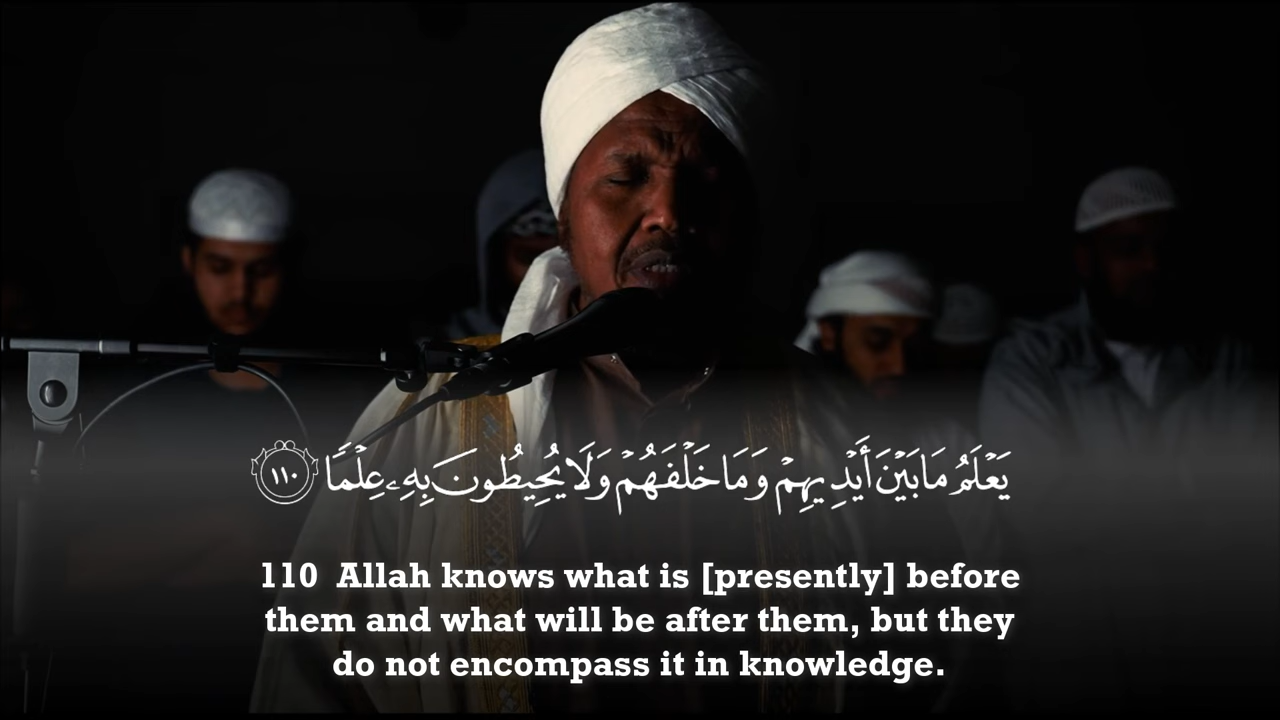 يَعْلَمُ مَا بَيْنَ أَيْدِيهِمْ وَمَا خَلْفَهُمْ وَلَا يُحِيطُونَ بِهِۦ عِلْمًا ١١٠
110 Allah knows what is [presently] before
them and what will be after them, but they
do not encompass it in knowledge.